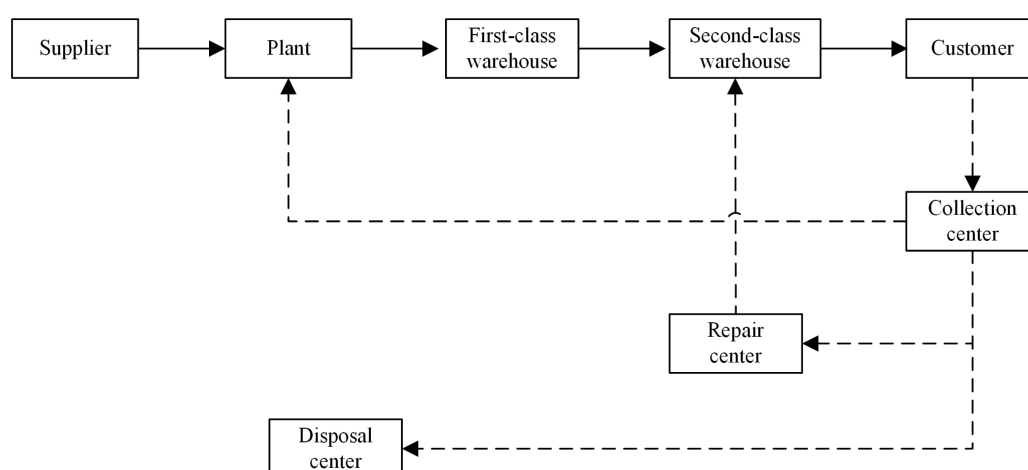 Supplier
Plant
First-class
warehouse
Second-class
warehouse
Customer
Collection
center
Repair
center
Disposal
center